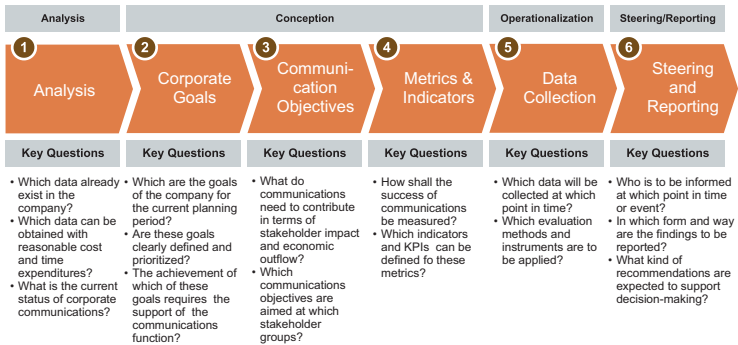 Analysis
Conception
Operationalization
Steering/Reporting
1
Analysis
2
Corporate
Goals
3
Communi-
cation
Objectives
4
Metrics &
Indicators
5
Data
Collection
6
Steering
and
Reporting
Key Questions
Key Questions
Key Questions
Key Questions
Key Questions
Key Questions
• Which data already
exist in the
company?
• Which data can be
obtained with
reasonable cost
and time
expenditures?
• What is the current
status of corporate
communications?
• Which are the goals
of the company for
the current planning
period?
• Are these goals
clearly defined and
prioritized?
• The achievement of
which of these
goals requires the
support of the
communications
function?
• What do
communications
need to contribute
in terms of
stakeholder impact
and economic
outflow?
• Which
communications
objectives are
aimed at which
stakeholder
groups?
• How shall the
success of
communications
be measured?
• Which indicators
and KPIs can be
defined fo these
metrics?
• Which data will be
collected at which
point in time?
• Which evaluation
methods and
instruments are to
be applied?
• Who is to be informed
at which point in time
or event?
• In which form and way
are the findings to be
reported?
• What kind of
recommendations are
expected to support
decision-making?